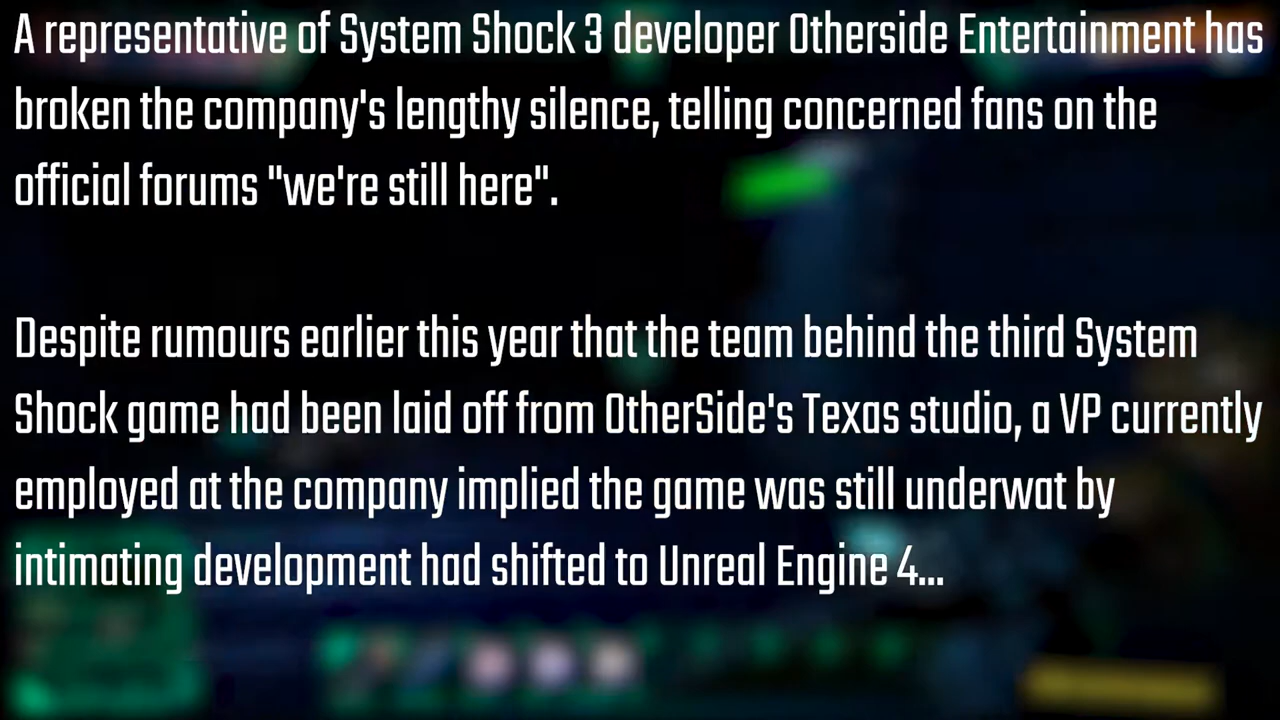 A representative of System Shock 3 developer Otherside Entertainment has
broken the company's lengthy silence, telling concerned fans on the
official forums "we're still here".
Despite rumours earlier this year that the team behind the third System
Shock game had been laid off from OtherSide's Texas studio, a VP currently
employed at the company implied the game was still underwat by
intimating development had shifted to Unreal Engine 4...